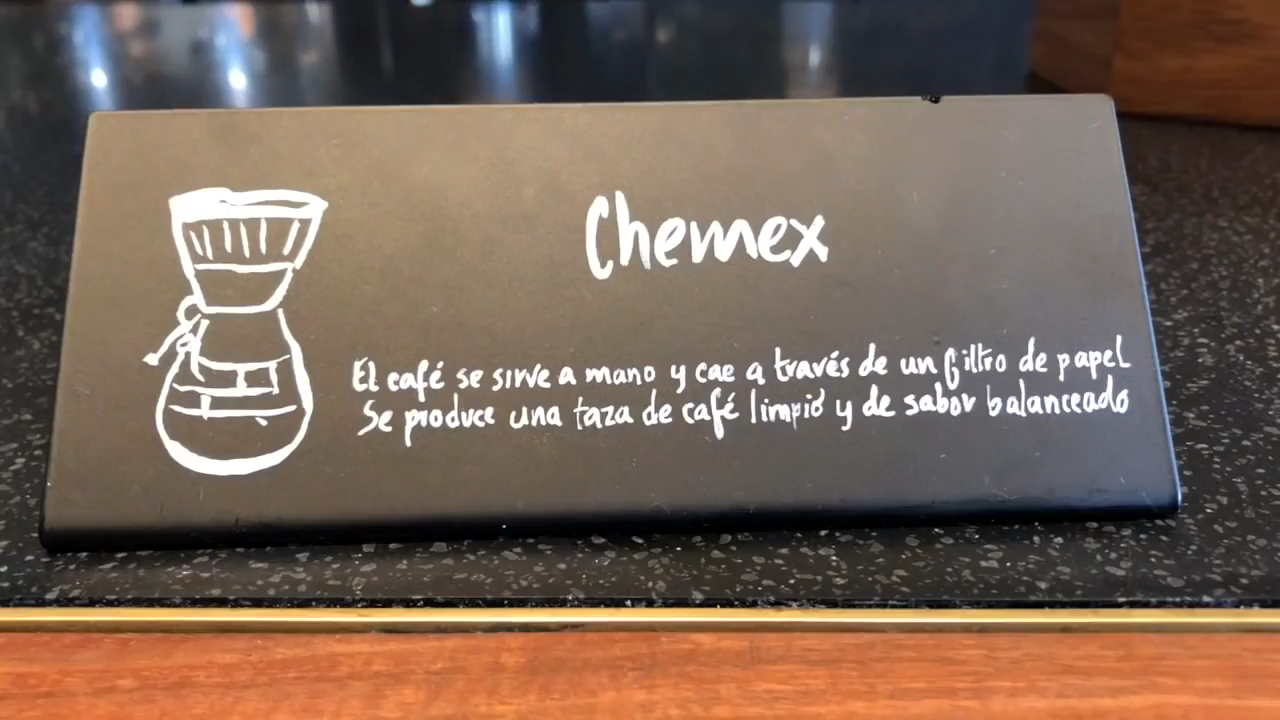 Chemex
El café se sirve a mano y cae a través de un filtro de papel
Se produce una taza de café limpió y de sabor balanceado